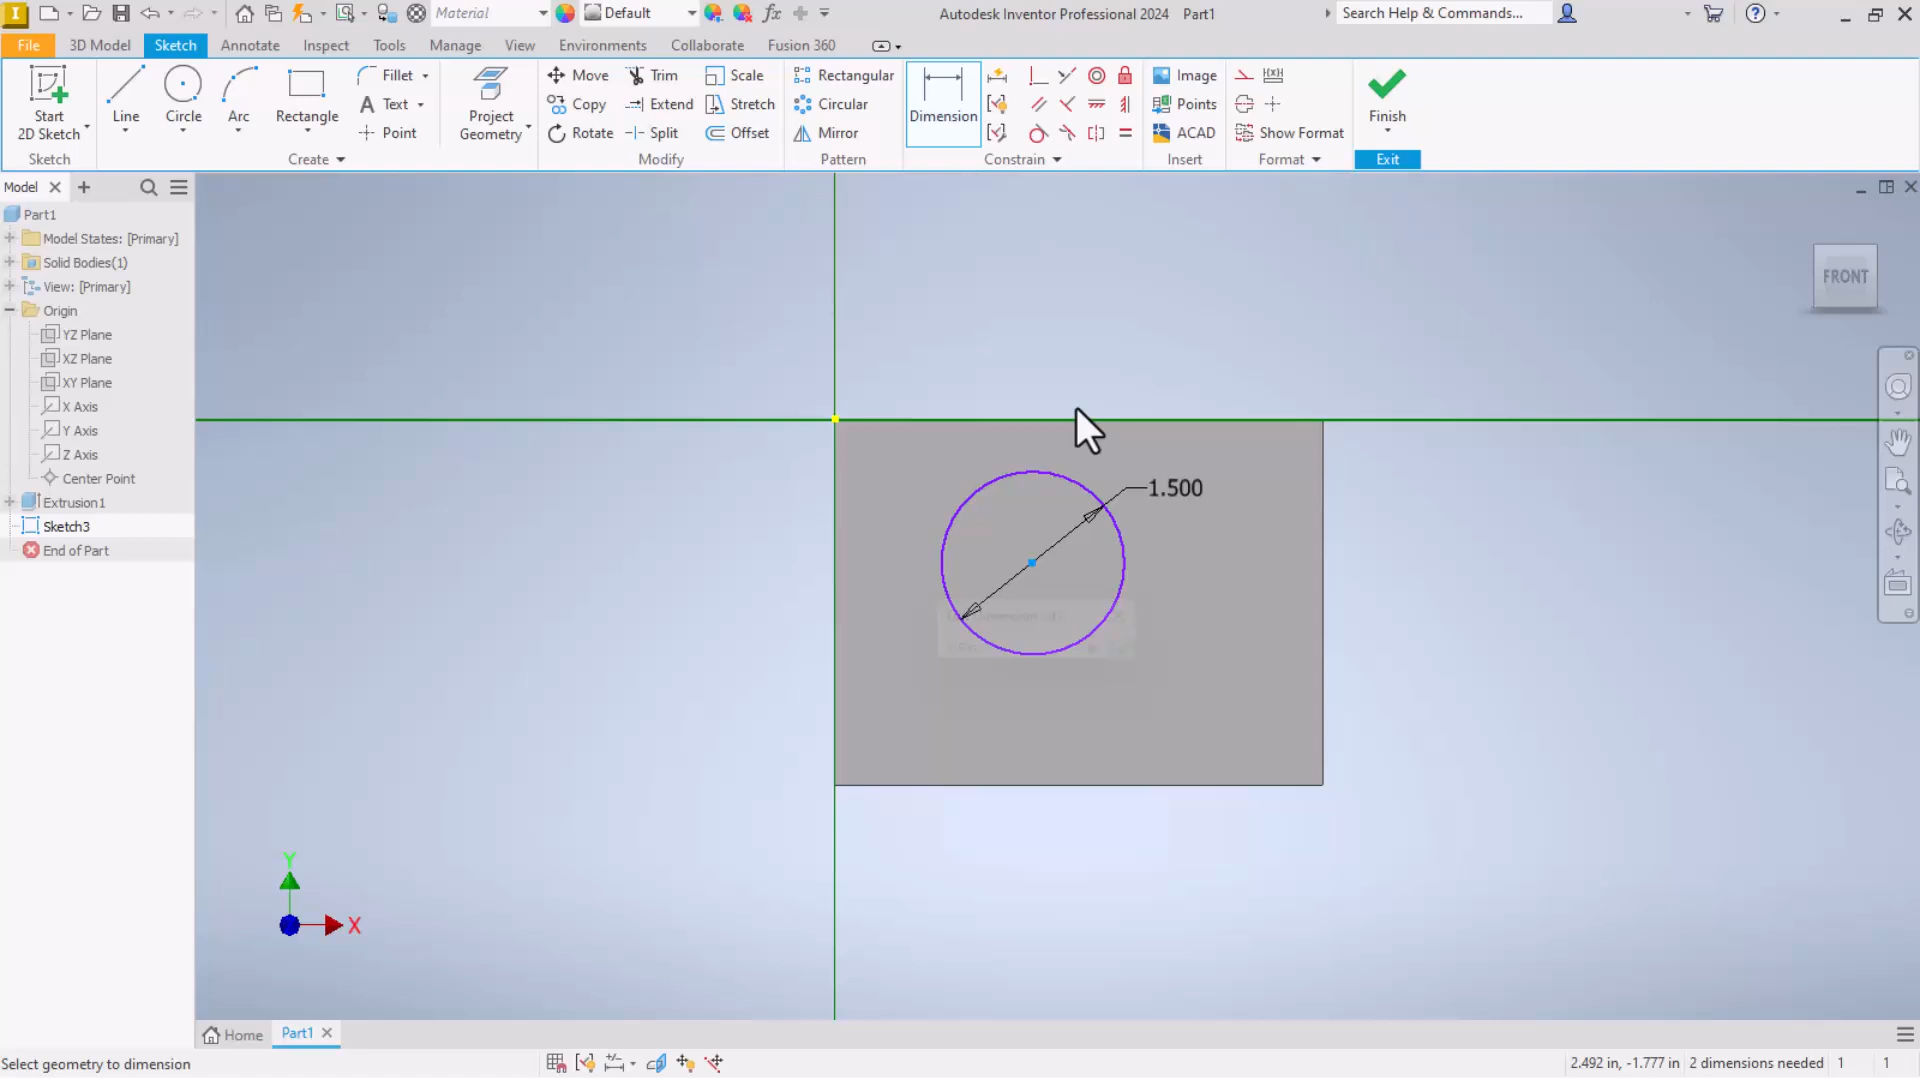 Material
Default
Autodesk Inventor Professional 2024 Part1
Search Help & Commands...
File
3D Model
Sketch
Annotate
Inspect
Tools
Manage
View
Environments
Collaborate
Fusion 360
Start
2D Sketch
Line
Circle
Arc
Rectangle
Fillet
Text
Point
Project
Geometry
Move
Copy
Rotate
Trim
Extend
Split
Scale
Stretch
Offset
Rectangular
Circular
Mirror
Dimension
Image
Points
ACAD
Show Format
Finish
Sketch
Create
Modify
Pattern
Constrain
Insert
Format
Exit
Model
Part1
Model States: [Primary]
Solid Bodies(1)
View: [Primary]
Origin
YZ Plane
XZ Plane
XY Plane
X Axis
Y Axis
Z Axis
Center Point
Extrusion1
Sketch3
End of Part
FRONT
1.500
Y
X
Home
Part1
Select geometry to dimension
2.492 in, -1.777 in 2 dimensions needed 1 1